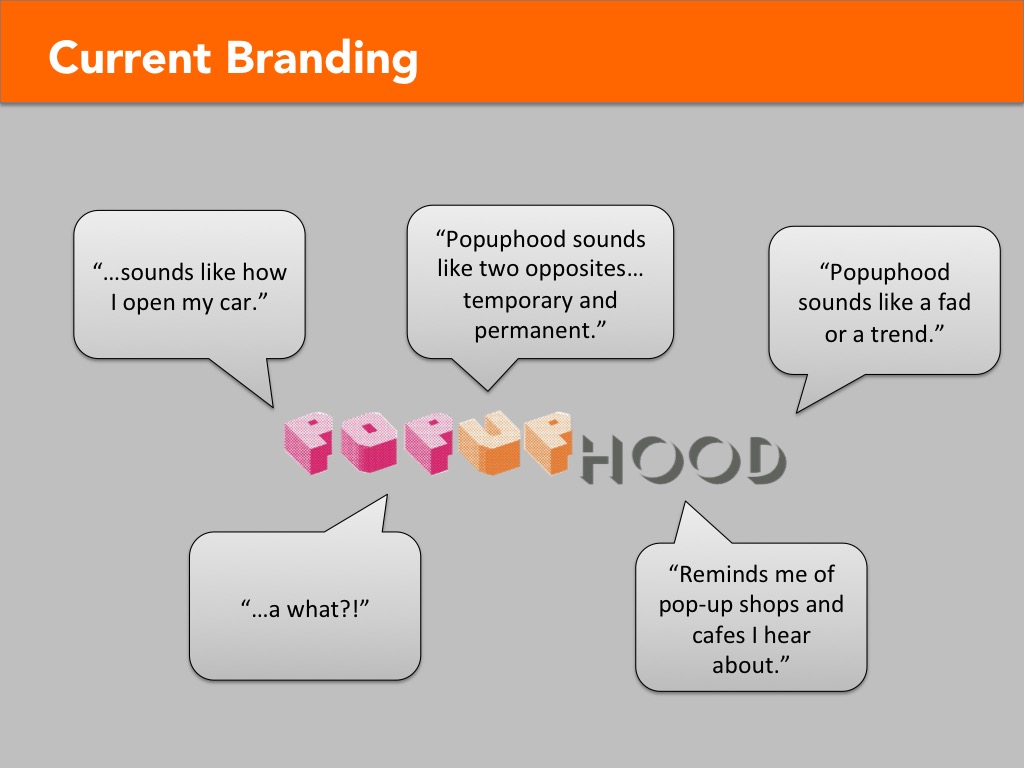 Current Branding
“…sounds like how
I open my car.”
“Popuphood sounds
like two opposites…
temporary and
permanent.”
“Popuphood
sounds like a fad
or a trend.”
POPUPHOOD
“…a what?!”
“Reminds me of
pop-up shops and
cafes I hear
about.”